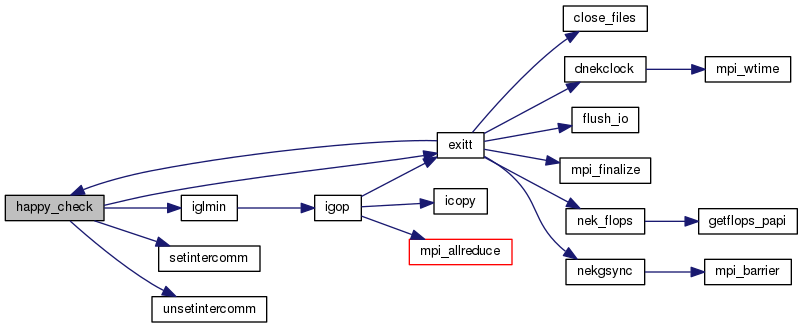 close_files
dnekclock
mpi_wtime
flush_io
exitt
mpi_finalize
happy_check
iglmin
igop
icopy
nek_flops
getflops_papi
setintercomm
mpi_allreduce
nekgsync
mpi_barrier
unsetintercomm